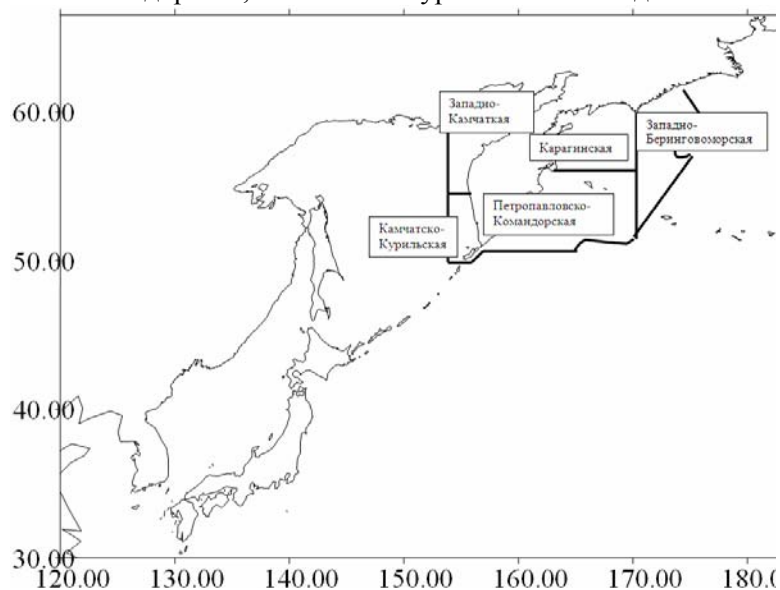 60.00
Западно-
Камчаткая
Карагинская
Западно-
Беринговоморская
Петропавловско-
Командорская
Камчатско-
Курильская
50.00
40.00
30.00
120.00 130.00 140.00 150.00 160.00 170.00